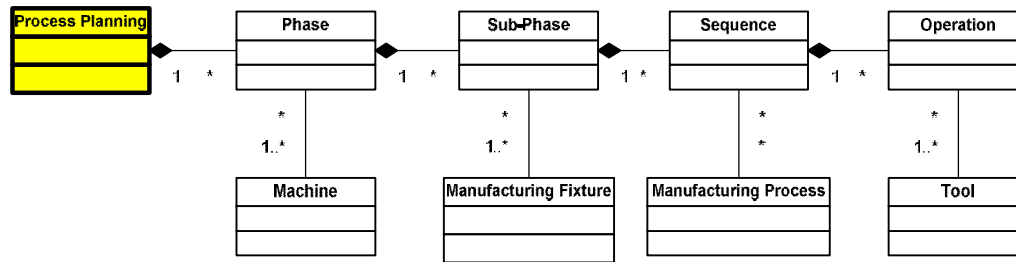 Process Planning
Phase
Sub-Phase
Sequence
Operation
1 *
1 *
1 *
1 *
*
*
*
*
1..*
1..*
*
1..*
Machine
Manufacturing Fixture
Manufacturing Process
Tool